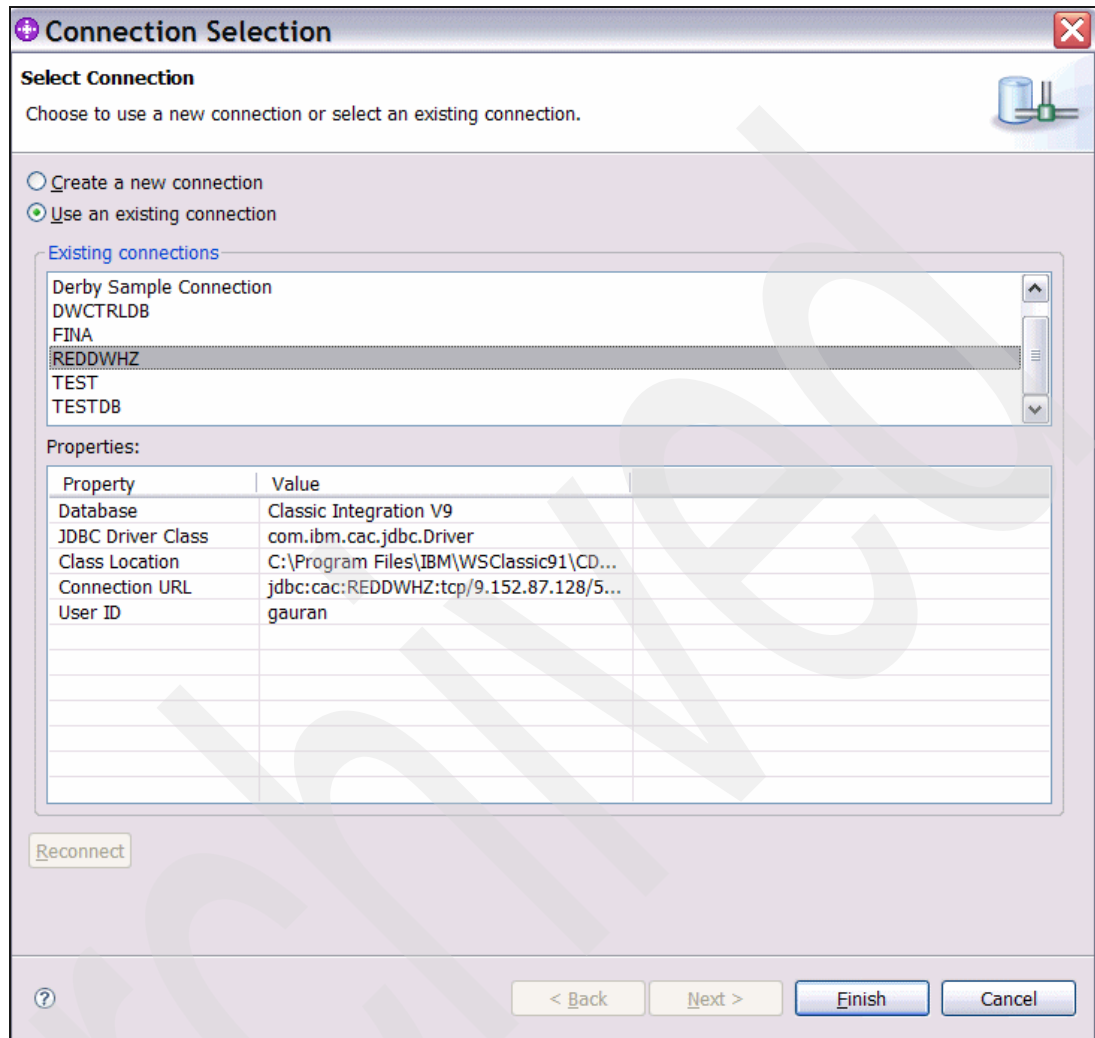 Connection Selection
Select Connection
Choose to use a new connection or select an existing connection.
Create a new connection
Use an existing connection
Existing connections
Derby Sample Connection
DWCTRLDB
FINA
REDDWHZ
TEST
TESTDB
Properties:
Property Value
Database Classic Integration V9
JDBC Driver Class com.ibm.cac.jdbc.Driver
Class Location C:\Program Files\IBM\WSClassic91\CD...
Connection URL jdbc:cac:REDDWHZ:tcp/9.152.87.128/5...
User ID gauran
Reconnect
? < Back Next > Finish Cancel